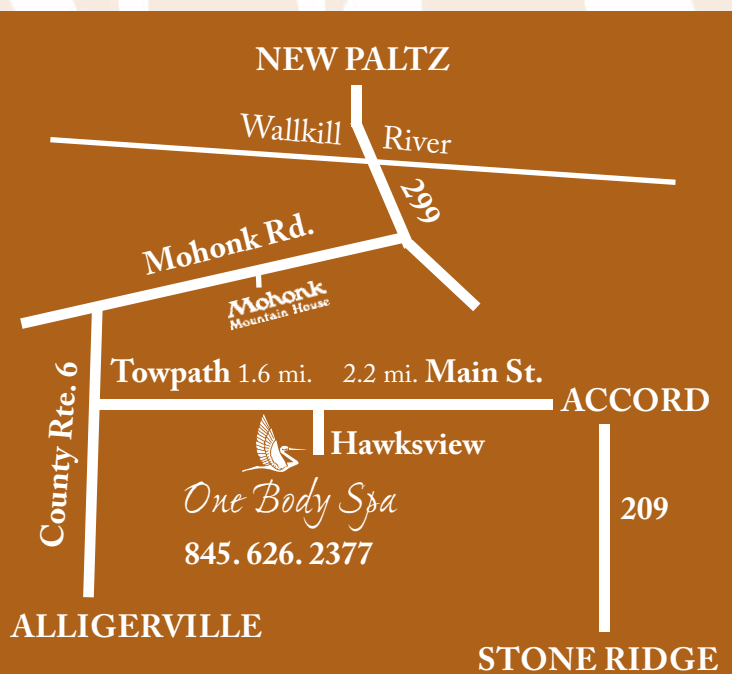 NEW PALTZ
Wallkill River
299
Mohonk Rd.
Mohonk
Mountain House
County Rte. 6
Towpath 1.6 mi. 2.2 mi. Main St.
ACCORD
Hawksview
One Body Spa
845. 626. 2377
209
ALLIGERVILLE
STONE RIDGE